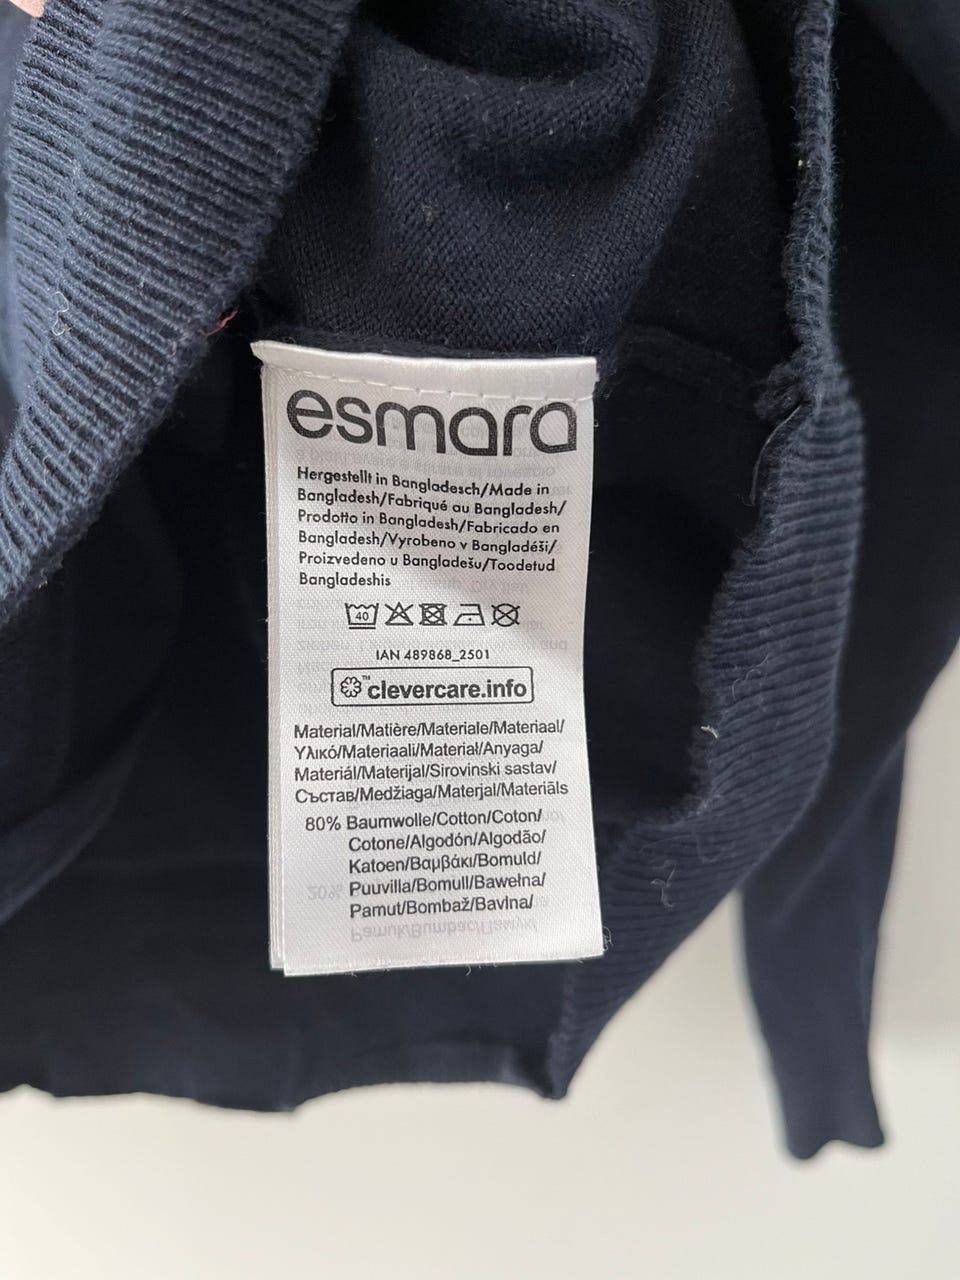 esmara
Hergestellt in Bangladesch/Made in
Bangladesh/Fabriqué au Bangladesh/
Prodotto in Bangladesh/Fabricado en
Bangladesh/Vyrobeno v Bangladéši/
Proizvedeno u Bangladešu/Toodetud
Bangladeshis
40
IAN 489868_2501
™ clevercare.info
Material/Matière/Materiale/Materiaal/
Υλικό/Materiaali/Material/Anyaga/
Materiál/Materijal/Sirovinski sastav/
Състав/Medžiaga/Materjal/Materiāls
80% Baumwolle/Cotton/Coton/
Cotone/Algodón/Algodão/
Katoen/Βαμβάκι/Bomuld/
Puuvilla/Bomull/Bawełna/
Pamut/Bombaž/Bavlna/